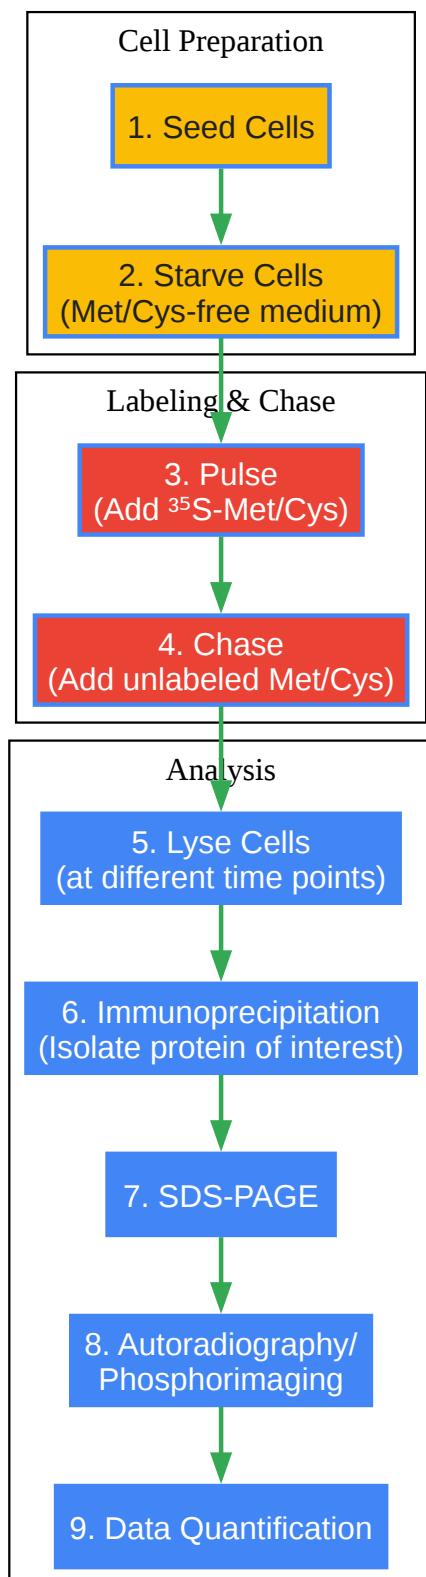 Cell Preparation
1. Seed Cells
2. Starve Cells
(Met/Cys-free medium)
Labeling & Chase
3. Pulse
(Add ³⁵S-Met/Cys)
4. Chase
(Add unlabeled Met/Cys)
Analysis
5. Lyse Cells
(at different time points)
6. Immunoprecipitation
(Isolate protein of interest)
7. SDS-PAGE
8. Autoradiography/
Phosphorimaging
9. Data Quantification